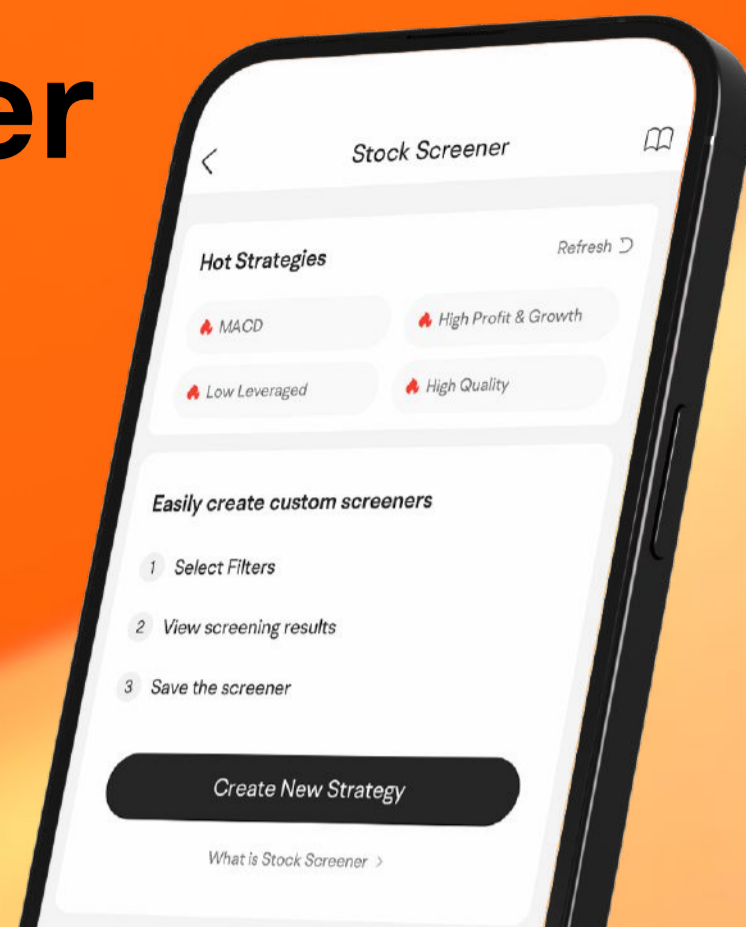 er
Stock Screener
Hot Strategies
Refresh
MACD
High Profit & Growth
Low Leveraged
High Quality
Easily create custom screeners
1 Select Filters
2 View screening results
3 Save the screener
Create New Strategy
What is Stock Screener >